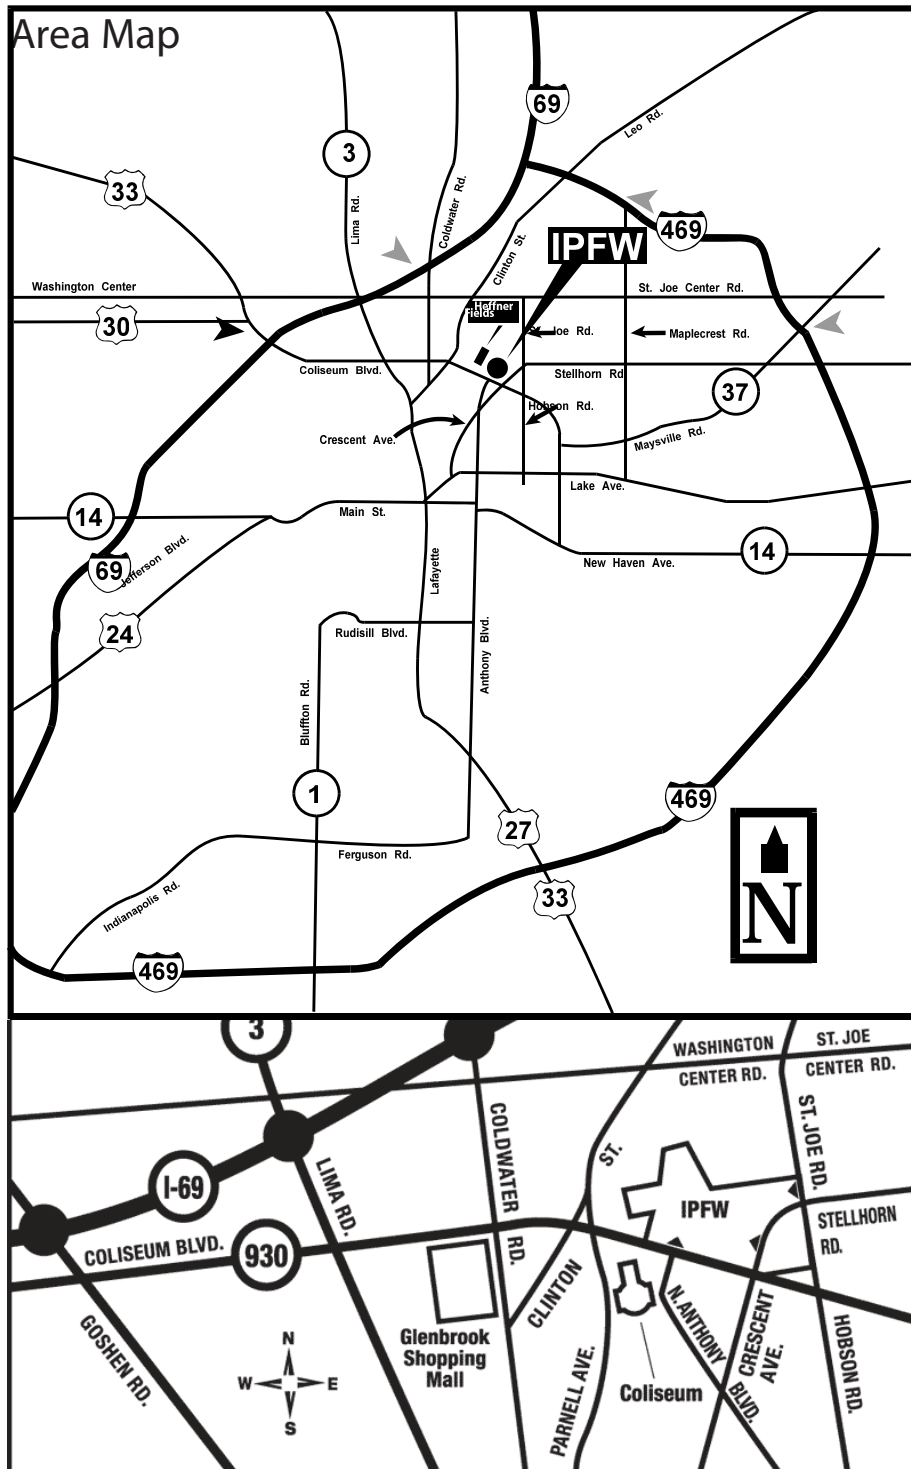 Area Map
69
Leo Rd.
3
33
Lima Rd.
Coldwater Rd.
Clinton St.
469
IPFW
Washington Center
St. Joe Center Rd.
30
Heffner
Fields
Joe Rd.
Maplecrest Rd.
Coliseum Blvd.
Stellhorn Rd
37
Hobson Rd.
Crescent Ave.
Maysville Rd.
Lake Ave.
14
Main St.
Jefferson Blvd.
69
Lafayette
New Haven Ave.
14
24
Rudisill Blvd.
Anthony Blvd.
Bluffton Rd.
1
469
27
Ferguson Rd.
33
Indianapolis Rd.
N
469
3
WASHINGTON
CENTER RD.
ST. JOE
CENTER RD.
COLDWATER
RD.
ST. JOE RD.
ST.
LIMA RD.
I-69
IPFW
STELLHORN
RD.
COLISEUM BLVD.
930
CLINTON
GOSHEN RD.
Glenbrook
Shopping
Mall
N
W
E
S
PARNELL AVE.
Coliseum
N. ANTHONY
BLVD.
CRESCENT
AVE.
HOBSON RD.